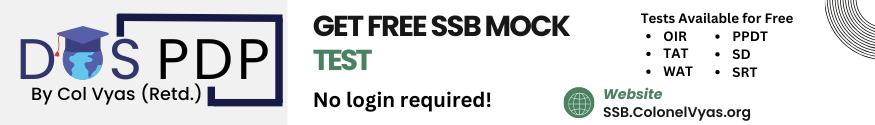 DOS PDP
By Col Vyas (Retd.)
GET FREE SSB MOCK
TEST
No login required!
Tests Available for Free
• OIR
• TAT
• WAT
• PPDT
• SD
• SRT
Website
SSB.ColonelVyas.org